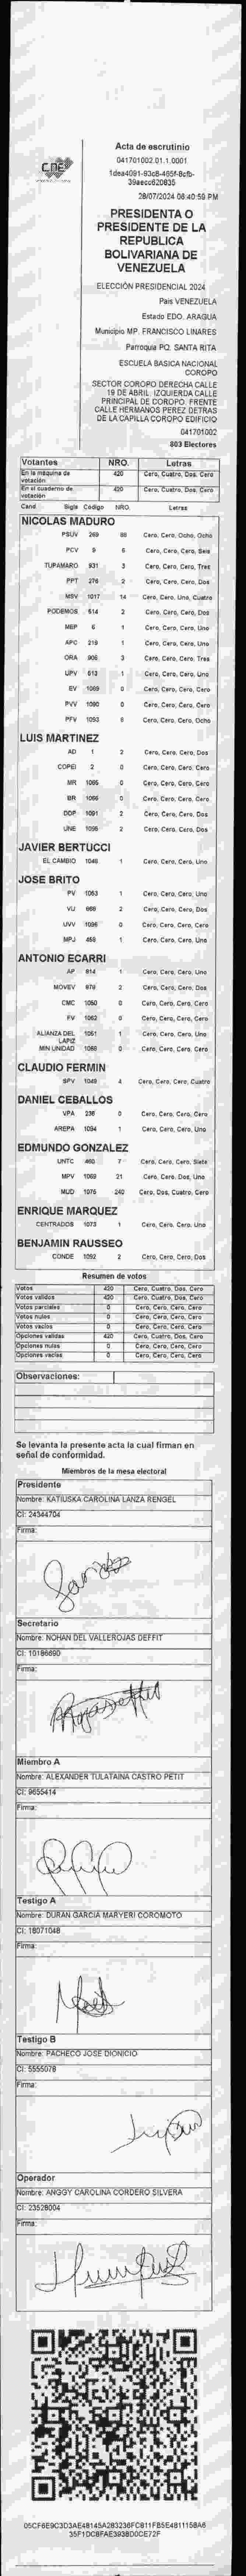 CNE
Acta de escrutinio
041701002.01.1.0001
28/07/2024 06:40:59 PM
PRESIDENTA O
PRESIDENTE DE LA
REPUBLICA
BOLIVARIANA DE
VENEZUELA
ELECCIÓN PRESIDENCIAL 2024
Pais VENEZUELA
Estado EDO. ARAGUA
Municipio MP. FRANCISCO LINARES
Parroquia PQ. SANTA RITA
ESCUELA BASICA NACIONAL
COROPO
SECTOR COROPO DERECHA CALLE
19 DE ABRIL. IZQUIERDA CALLE
PRINCIPAL DE COROPO. FRENTE
CALLE HERMANOS PEREZ DETRAS
DE LA CAPILLA COROPO EDIFICIO
041701002
803 Electores
Votantes NRO. Letras
En la máquina de votación 420 Cero, Cuatro, Dos, Cero
En el cuaderno de votación 420 Cero, Cuatro, Dos, Cero
Cand Sigla Código NRO. Letras
NICOLAS MADURO
PSUV 269 88 Cero, Cero, Ocho, Ocho
PCV 9 6 Cero, Cero, Cero, Seis
TUPAMARO 931 3 Cero, Cero, Cero, Tres
PPT 276 2 Cero, Cero, Cero, Dos
MSV 1017 14 Cero, Cero, Uno, Cuatro
PODEMOS 514 2 Cero, Cero, Cero, Dos
MEP 6 1 Cero, Cero, Cero, Uno
APC 219 1 Cero, Cero, Cero, Uno
ORA 906 3 Cero, Cero, Cero, Tres
UPV 613 1 Cero, Cero, Cero, Uno
EV 1089 0 Cero, Cero, Cero, Cero
PVV 1090 0 Cero, Cero, Cero, Cero
PFV 1093 8 Cero, Cero, Cero, Ocho
LUIS MARTINEZ
AD 1 2 Cero, Cero, Cero, Dos
COPEI 2 0 Cero, Cero, Cero, Cero
MR 1065 0 Cero, Cero, Cero, Cero
BR 1066 0 Cero, Cero, Cero, Cero
DDP 1091 2 Cero, Cero, Cero, Dos
UNE 1095 2 Cero, Cero, Cero, Dos
JAVIER BERTUCCI
EL CAMBIO 1048 1 Cero, Cero, Cero, Uno
JOSE BRITO
PV 1063 1 Cero, Cero, Cero, Uno
VU 668 2 Cero, Cero, Cero, Dos
UVV 1096 0 Cero, Cero, Cero, Cero
MPJ 458 1 Cero, Cero, Cero, Uno
ANTONIO ECARRI
AP 814 1 Cero, Cero, Cero, Uno
MOVEV 879 2 Cero, Cero, Cero, Dos
CMC 1050 0 Cero, Cero, Cero, Cero
FV 1052 0 Cero, Cero, Cero, Cero
ALIANZA DEL LAPIZ 1051 1 Cero, Cero, Cero, Uno
MIN UNIDAD 1088 0 Cero, Cero, Cero, Cero
CLAUDIO FERMIN
SPV 1049 4 Cero, Cero, Cero, Cuatro
DANIEL CEBALLOS
VPA 236 0 Cero, Cero, Cero, Cero
AREPA 1094 1 Cero, Cero, Cero, Uno
EDMUNDO GONZALEZ
UNTC 460 7 Cero, Cero, Cero, Siete
MPV 1069 21 Cero, Cero, Dos, Uno
MUD 1076 240 Cero, Dos, Cuatro, Cero
ENRIQUE MARQUEZ
CENTRADOS 1073 1 Cero, Cero, Cero, Uno
BENJAMIN RAUSSEO
CONDE 1092 2 Cero, Cero, Cero, Dos
Resumen de votos
Votos 420 Cero, Cuatro, Dos, Cero
Votos validos 420 Cero, Cuatro, Dos, Cero
Votos parciales 0 Cero, Cero, Cero, Cero
Votos nulos 0 Cero, Cero, Cero, Cero
Votos vacios 0 Cero, Cero, Cero, Cero
Opciones validas 420 Cero, Cuatro, Dos, Cero
Opciones nulas 0 Cero, Cero, Cero, Cero
Opciones vacias 0 Cero, Cero, Cero, Cero
Observaciones:
Se levanta la presente acta la cual firman en
señal de conformidad.
Miembros de la mesa electoral
Presidente
Nombre: KATIUSKA CAROLINA LANZA RENGEL
CI: 24344704
Firma:
Secretario
Nombre: NOHAN DEL VALLEROJAS DEFFIT
CI: 10186690
Firma:
Miembro A
Nombre: ALEXANDER TULATAINA CASTRO PETIT
CI: 9655414
Firma:
Testigo A
Nombre: DURAN GARCIA MARYERI COROMOTO
CI: 18071048
Firma:
Testigo B
Nombre: PACHECO JOSE DIONICIO
CI: 5555078
Firma:
Operador
Nombre: ANGGY CAROLINA CORDERO SILVERA
CI: 23528004
Firma: